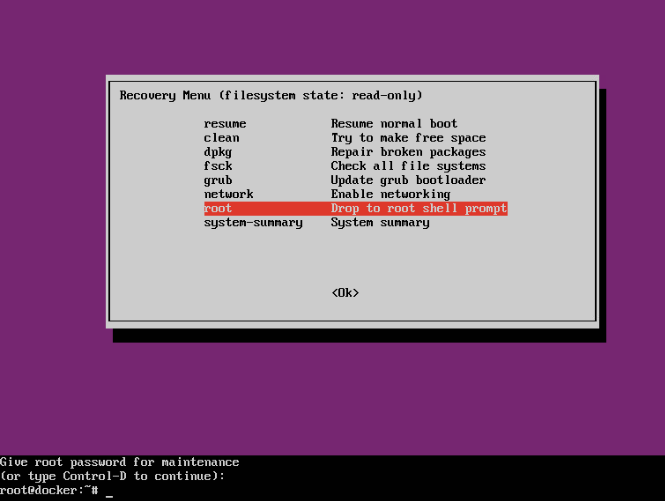 Recovery Menu (filesystem state: read-only)
resume Resume normal boot
clean Try to make free space
dpkg Repair broken packages
fsck Check all file systems
grub Update grub bootloader
network Enable networking
root Drop to root shell prompt
system-summary System summary
<Ok>
Give root password for maintenance
(or type Control-D to continue):
root@docker:~# _